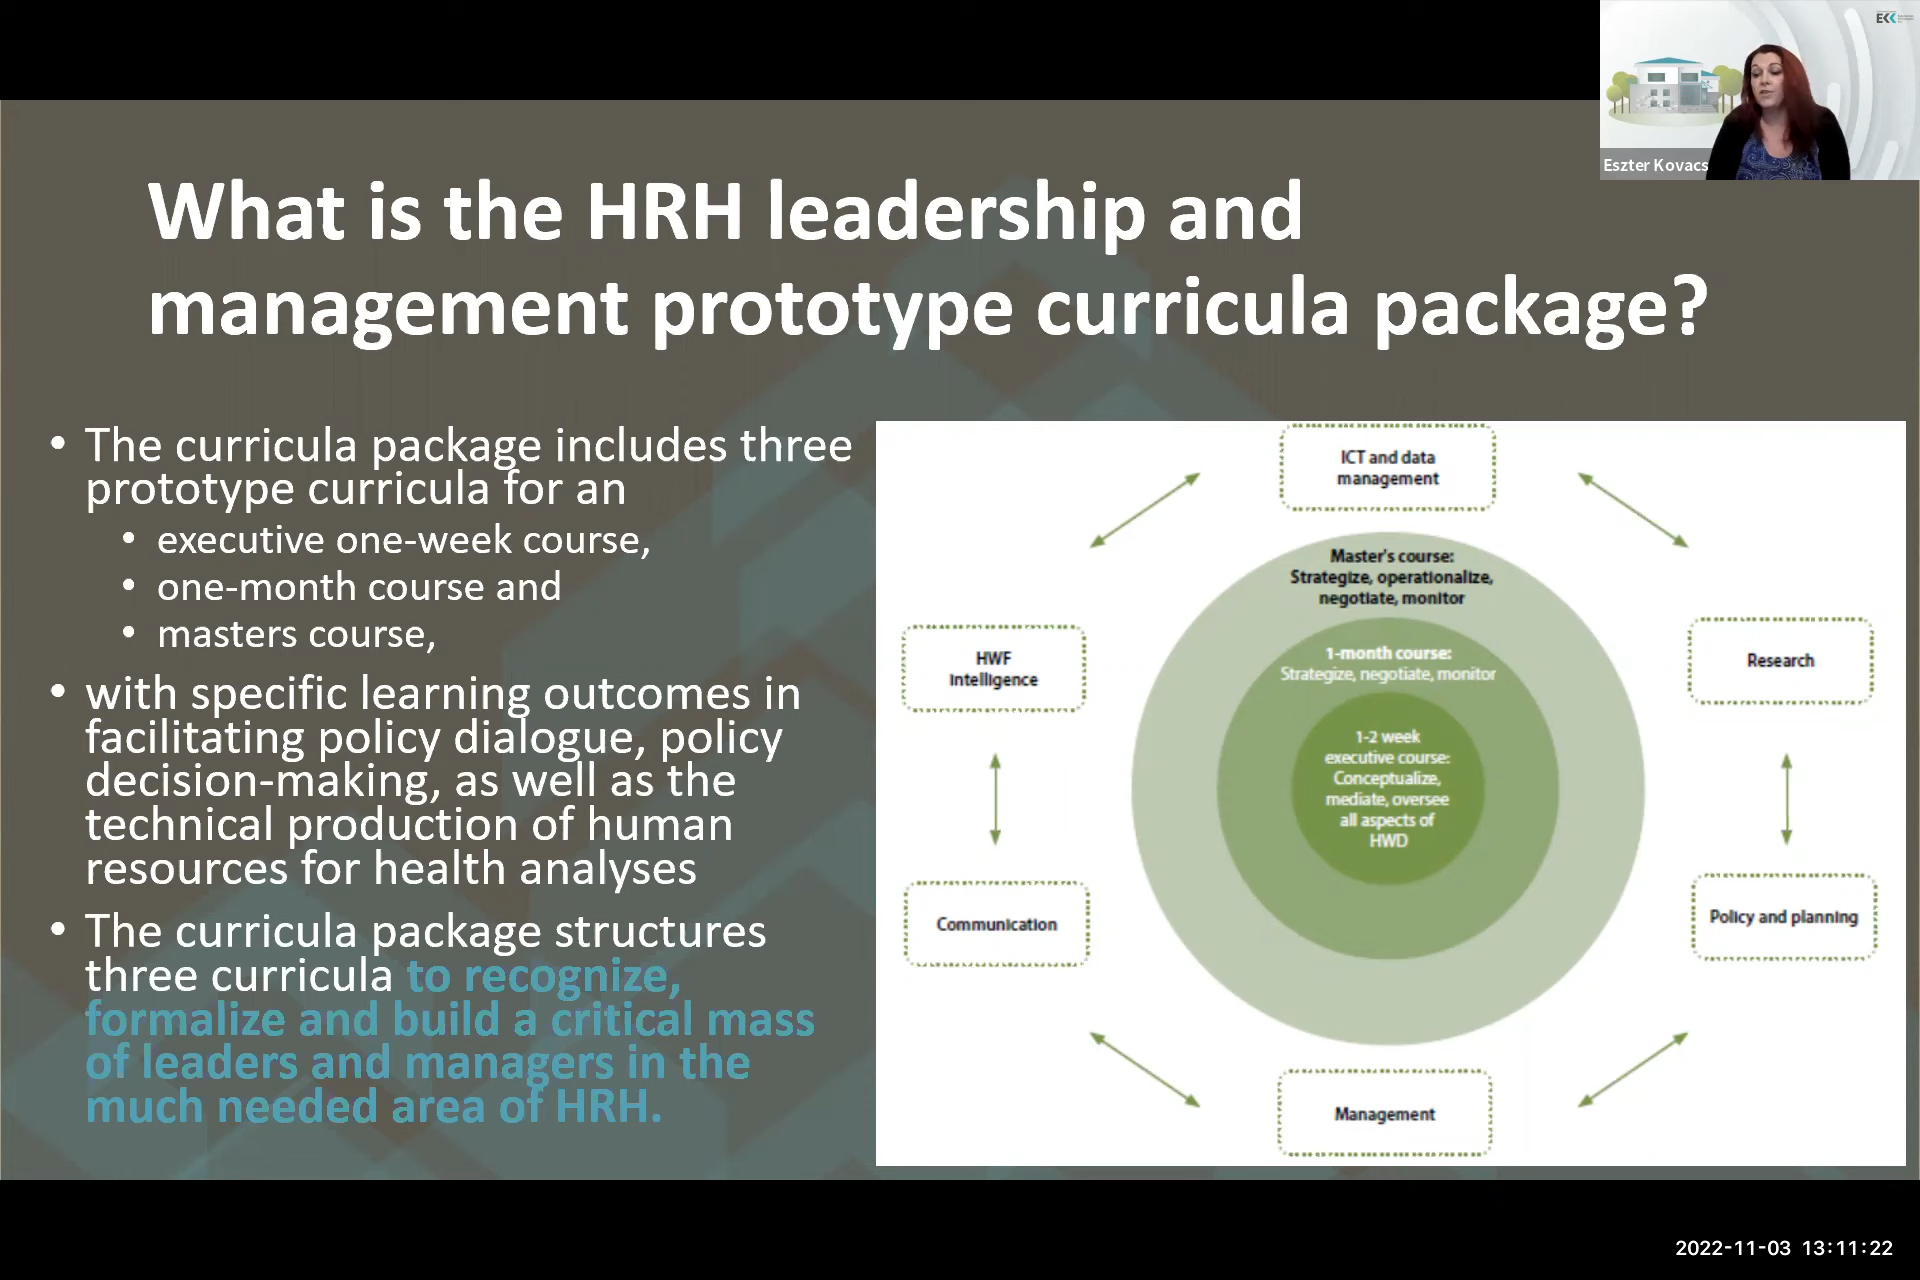 EKK
Eszter Kovacs
What is the HRH leadership and
management prototype curricula package?
• The curricula package includes three
prototype curricula for an
• executive one-week course,
• one-month course and
• masters course,
• with specific learning outcomes in
facilitating policy dialogue, policy
decision-making, as well as the
technical production of human
resources for health analyses
• The curricula package structures
three curricula to recognize,
formalize and build a critical mass
of leaders and managers in the
much needed area of HRH.
ICT and data
management
Master's course:
Strategize, operationalize,
negotiate, monitor
1-month course:
Strategize, negotiate, monitor
1-2 week
executive course:
Conceptualize,
mediate, oversee
all aspects of
HWD
HWF
Intelligence
Research
Communication
Policy and planning
Management
2022-11-03 13:11:22